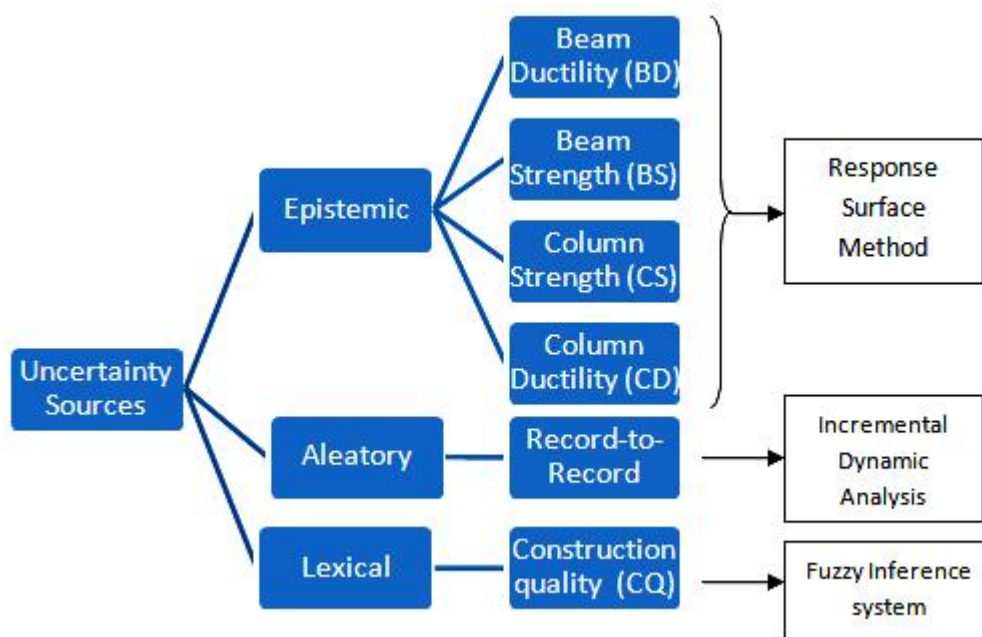 Uncertainty
Sources
Epistemic
Beam
Ductility (BD)
Beam
Strength (BS)
Column
Strength (CS)
Column
Ductility (CD)
Response
Surface
Method
Aleatory
Record-to-
Record
Incremental
Dynamic
Analysis
Lexical
Construction
quality (CQ)
Fuzzy Inference
system